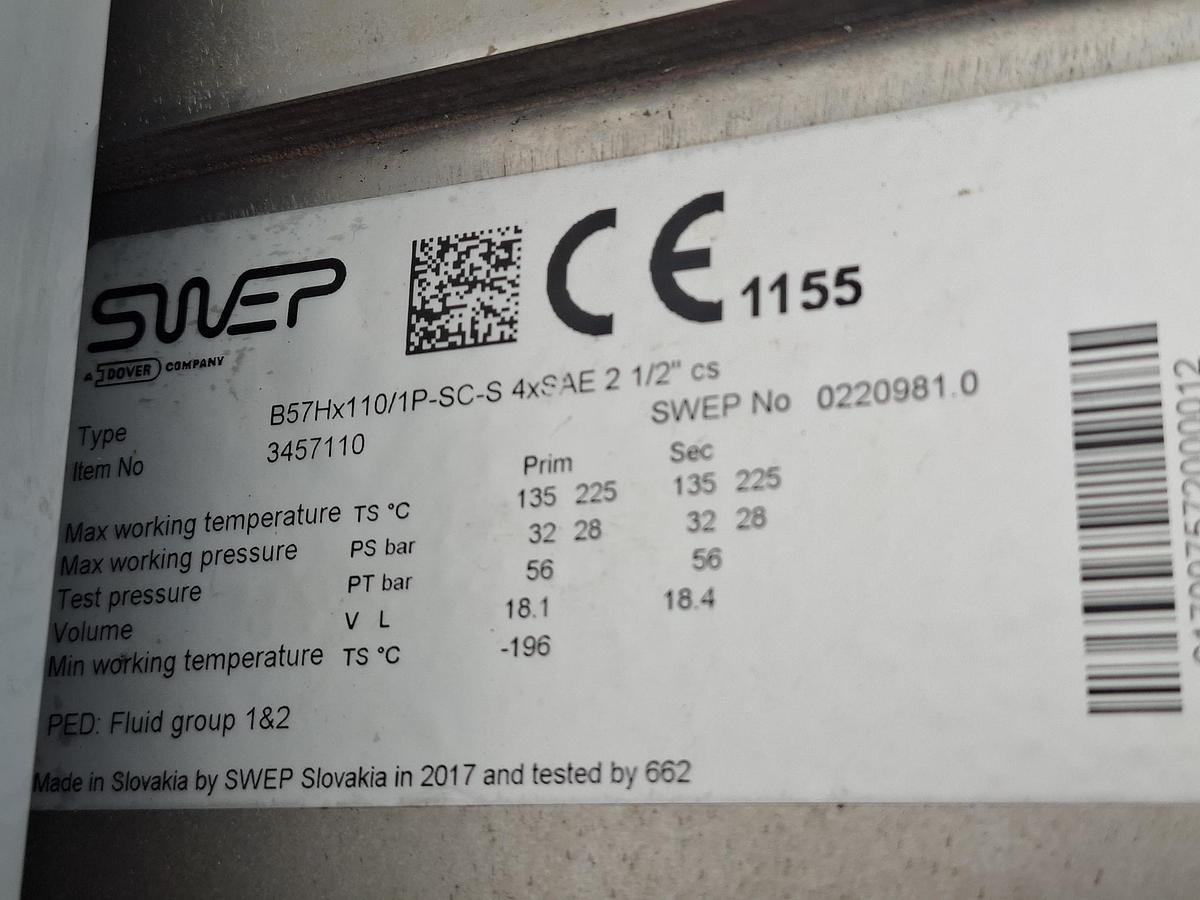 SWEP
A DOVER COMPANY
CE 1155
Type B57Hx110/1P-SC-S 4xSAE 2 1/2" cs
Item No 3457110 SWEP No 0220981.0
Prim Sec
Max working temperature TS °C 135 225 135 225
Max working pressure PS bar 32 28 32 28
Test pressure PT bar 56 56
Volume V L 18.1 18.4
Min working temperature TS °C -196
PED: Fluid group 1&2
Made in Slovakia by SWEP Slovakia in 2017 and tested by 662